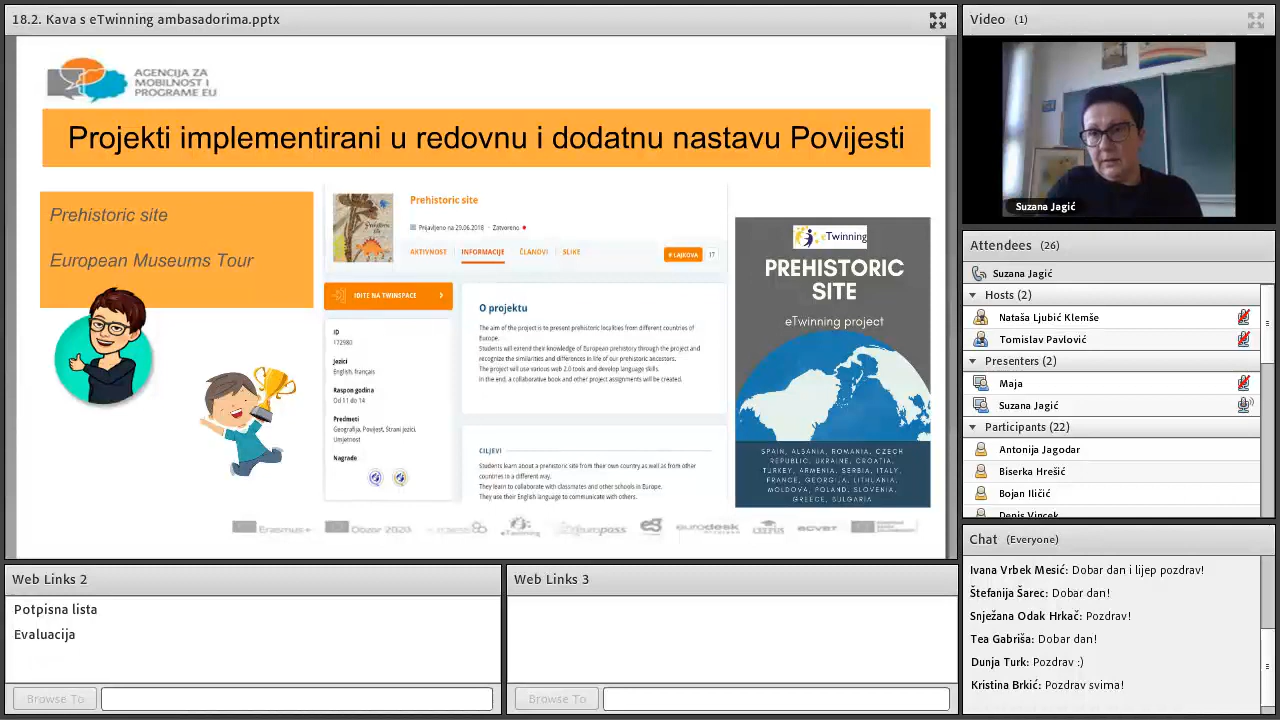 18.2. Kava s eTwinning ambasadorima.pptx
AGENCIJA ZA
MOBILNOST I
PROGRAME EU
Projekti implementirani u redovnu i dodatnu nastavu Povijesti
Prehistoric site
European Museums Tour
Prehistoric site
Prijavljeno na 29.06.2018 · Zatvoreno
AKTIVNOST INFORMACIJE ČLANOVI SLIKE
LAJKOVA 17
IDITE NA TWINSPACE
ID
172980
Jezici
English, français
Raspon godina
Od 11 do 14
Predmeti
Geografija, Povijest, Strani jezici,
Umjetnost
Nagrade
O projektu
The aim of the project is to present prehistoric localities from different countries of
Europe.
Students will extend their knowledge of European prehistory through the project and
recognize the similarities and differences in life of our prehistoric ancestors.
The project will use various web 2.0 tools and develop language skills.
In the end, a collaborative book and other project assignments will be created.
CILJEVI
Students learn about a prehistoric site from their own country as well as from other
countries in a different way.
They learn to collaborate with classmates and other schools in Europe.
They use their English language to communicate with others.
eTwinning
PREHISTORIC
SITE
eTwinning project
SPAIN, ALBANIA, ROMANIA, CZECH
REPUBLIC, UKRAINE, CROATIA,
TURKEY, ARMENIA, SERBIA, ITALY,
FRANCE, GEORGIA, LITHUANIA,
MOLDOVA, POLAND, SLOVENIA,
GREECE, BULGARIA
Erasmus+ Obzor 2020 eTwinning europass eurodesk ECVET
Web Links 2
Potpisna lista
Evaluacija
Browse To
Web Links 3
Browse To
Video (1)
Suzana Jagić
Attendees (26)
Suzana Jagić
Hosts (2)
Nataša Ljubić Klemše
Tomislav Pavlović
Presenters (2)
Maja
Suzana Jagić
Participants (22)
Antonija Jagodar
Biserka Hrešić
Bojan Iličić
Denis Vincek
Chat (Everyone)
Ivana Vrbek Mesić: Dobar dan i lijep pozdrav!
Štefanija Šarec: Dobar dan!
Snježana Odak Hrkač: Pozdrav!
Tea Gabriša: Dobar dan!
Dunja Turk: Pozdrav :)
Kristina Brkić: Pozdrav svima!